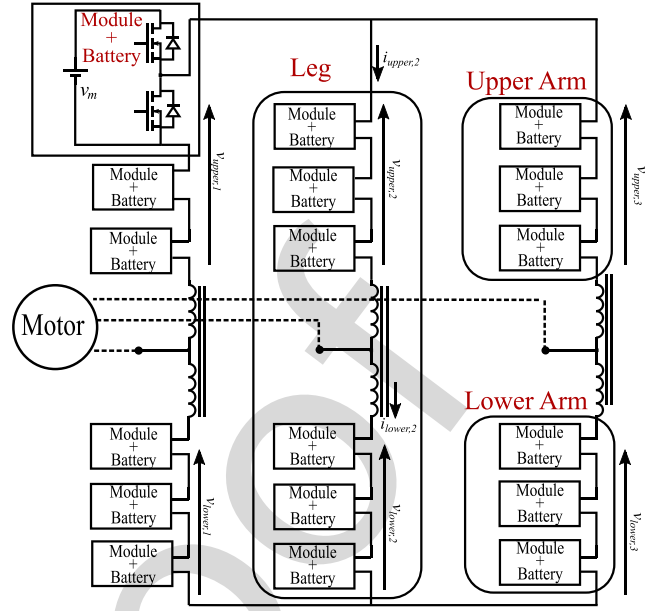 Module
+
Battery
v_m
i_upper,2
Leg
Upper Arm
Module
+
Battery
Module
+
Battery
v_upper,1
v_upper,2
v_upper,3
Module
+
Battery
Module
+
Battery
Module
+
Battery
Module
+
Battery
Module
+
Battery
Module
+
Battery
Motor
Lower Arm
i_lower,2
Module
+
Battery
Module
+
Battery
Module
+
Battery
Module
+
Battery
Module
+
Battery
Module
+
Battery
v_lower,1
v_lower,2
v_lower,3
Module
+
Battery
Module
+
Battery
Module
+
Battery